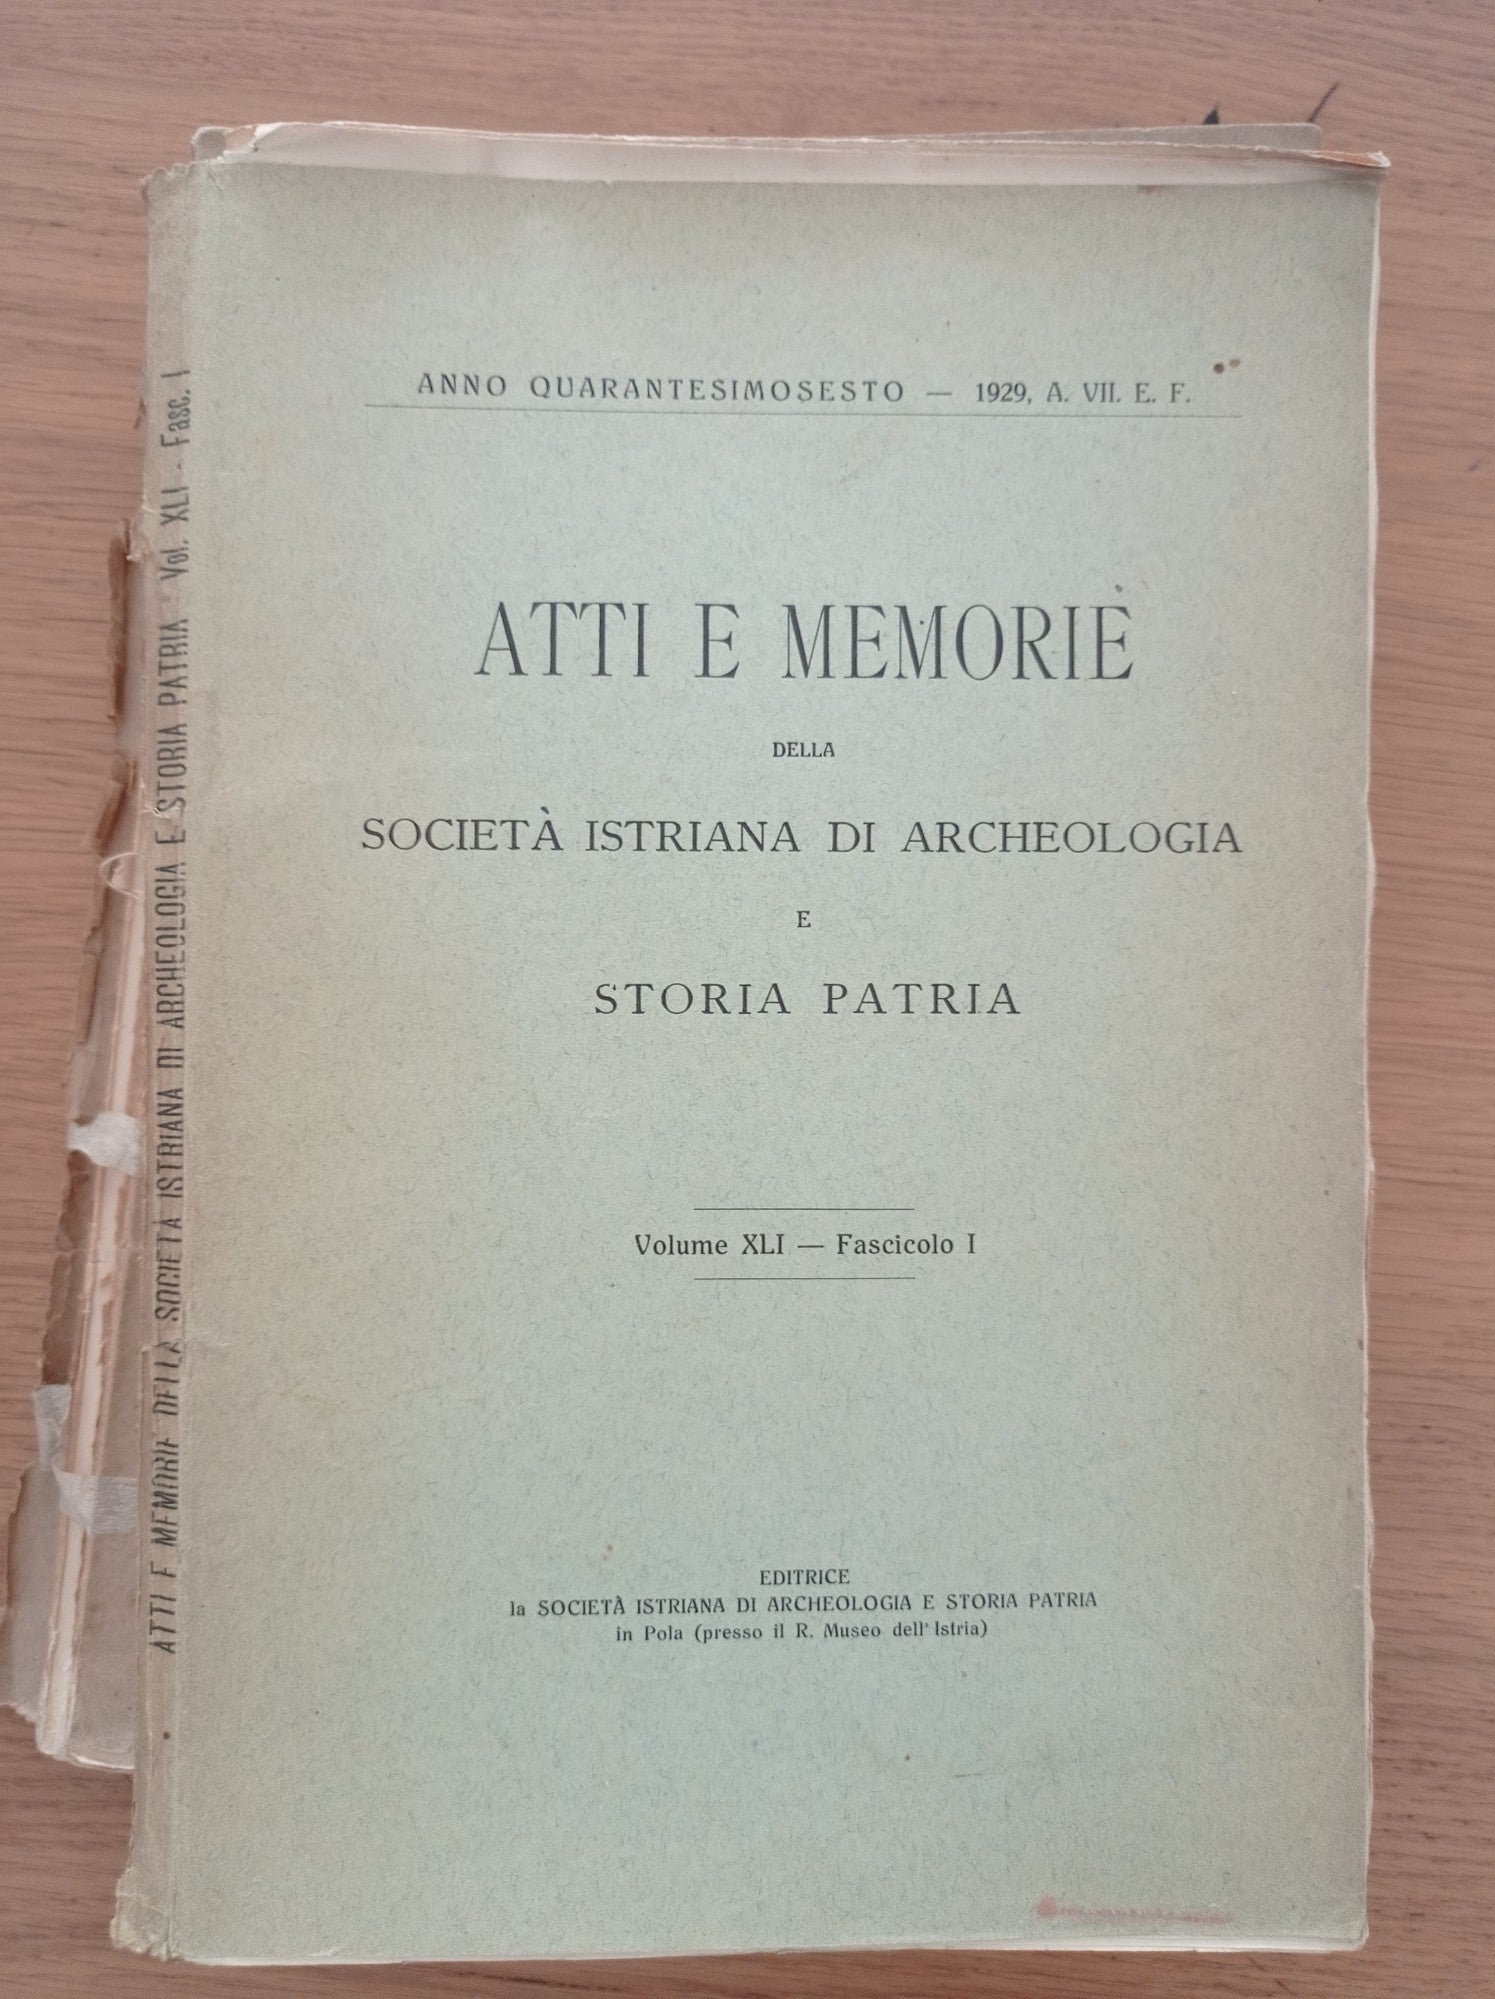 ANNO QUARANTESIMOSESTO — 1929, A. VII. E. F.
ATTI E MEMORIE
DELLA
SOCIETÀ ISTRIANA DI ARCHEOLOGIA
E
STORIA PATRIA
Volume XLI — Fascicolo I
EDITRICE
la SOCIETÀ ISTRIANA DI ARCHEOLOGIA E STORIA PATRIA
in Pola (presso il R. Museo dell' Istria)
ATTI E MEMORIE DELLA SOCIETÀ ISTRIANA DI ARCHEOLOGIA E STORIA PATRIA - Vol. XLI - Fasc. I